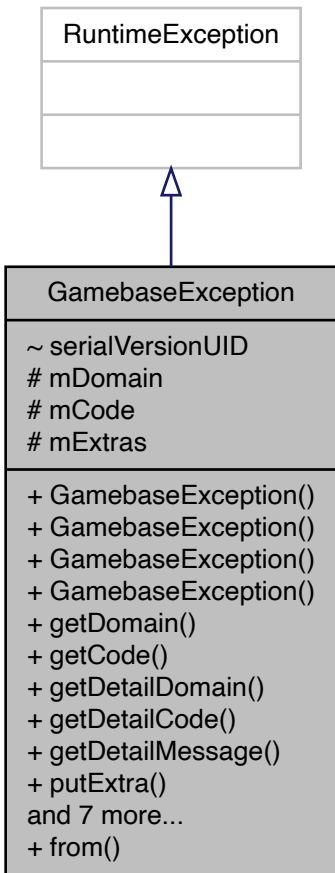 RuntimeException
GamebaseException
~ serialVersionUID
# mDomain
# mCode
# mExtras
+ GamebaseException()
+ GamebaseException()
+ GamebaseException()
+ GamebaseException()
+ getDomain()
+ getCode()
+ getDetailDomain()
+ getDetailCode()
+ getDetailMessage()
+ putExtra()
and 7 more...
+ from()